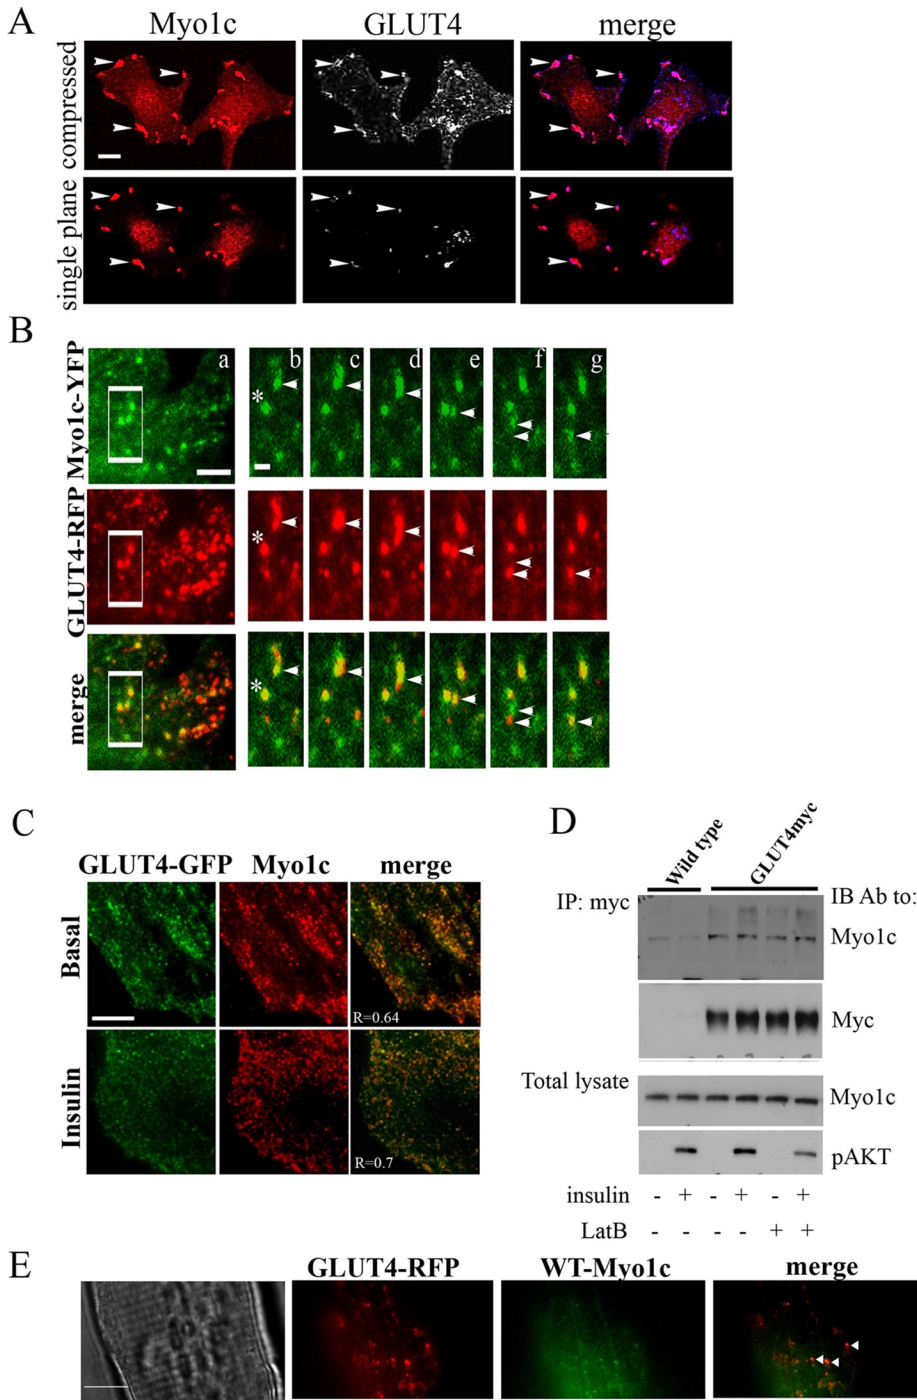 A
Myo1c GLUT4 merge
compressed
single plane
B
Myo1c-YFP
a b c d e f g
*
GLUT4-RFP
*
merge
*
C
GLUT4-GFP Myo1c merge
Basal
R=0.64
Insulin
R=0.7
D
Wild type GLUT4myc
IP: myc IB Ab to:
Myo1c
Myc
Total lysate Myo1c
pAKT
insulin - + - + - +
LatB - - - - + +
E
GLUT4-RFP WT-Myo1c merge